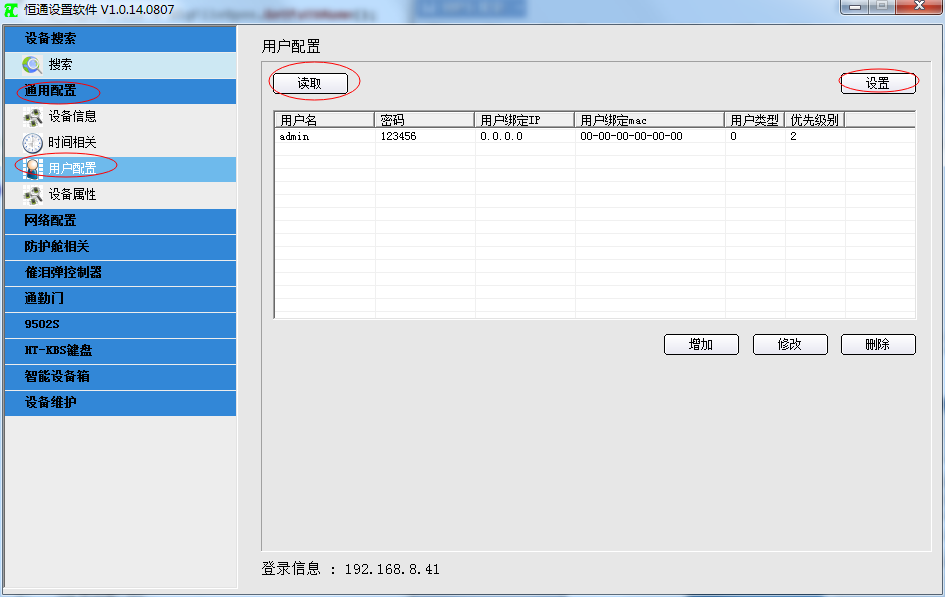 恒通设置软件 V1.0.14.0807
设备搜索
搜索
通用配置
设备信息
时间相关
用户配置
设备属性
网络配置
防护舱相关
催泪弹控制器
通勤门
9502S
HT-KBS键盘
智能设备箱
设备维护
用户配置
读取
设置
用户名 密码 用户绑定IP 用户绑定mac 用户类型 优先级别
admin 123456 0.0.0.0 00-00-00-00-00-00 0 2
增加 修改 删除
登录信息 : 192.168.8.41